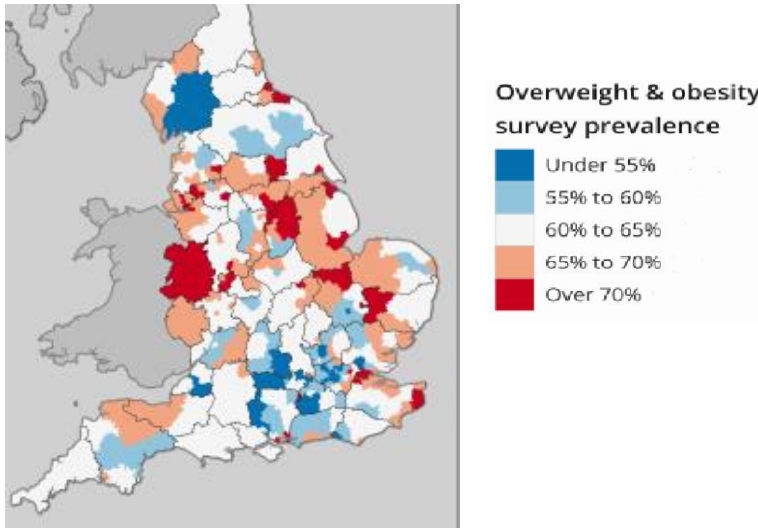 Overweight & obesity
survey prevalence
Under 55%
55% to 60%
60% to 65%
65% to 70%
Over 70%